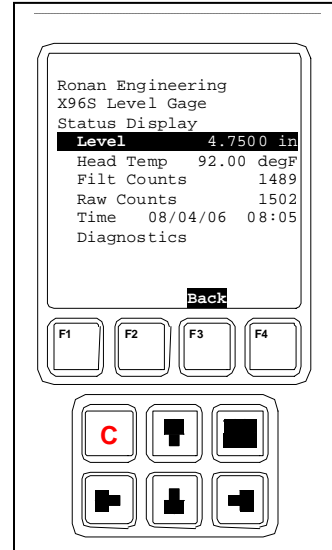 Ronan Engineering
X96S Level Gage
Status Display
Level 4.7500 in
Head Temp 92.00 degF
Filt Counts 1489
Raw Counts 1502
Time 08/04/06 08:05
Diagnostics
Back
F1 F2 F3 F4
C